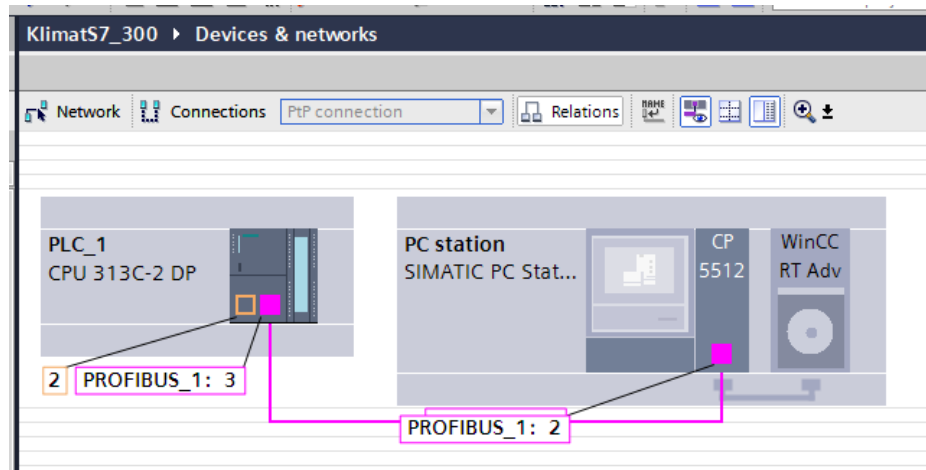 KlimatS7_300 ▸ Devices & networks
Network Connections PtP connection Relations
PLC_1
CPU 313C-2 DP
PC station
SIMATIC PC Stat...
CP
5512
WinCC
RT Adv
2 PROFIBUS_1: 3
PROFIBUS_1: 2